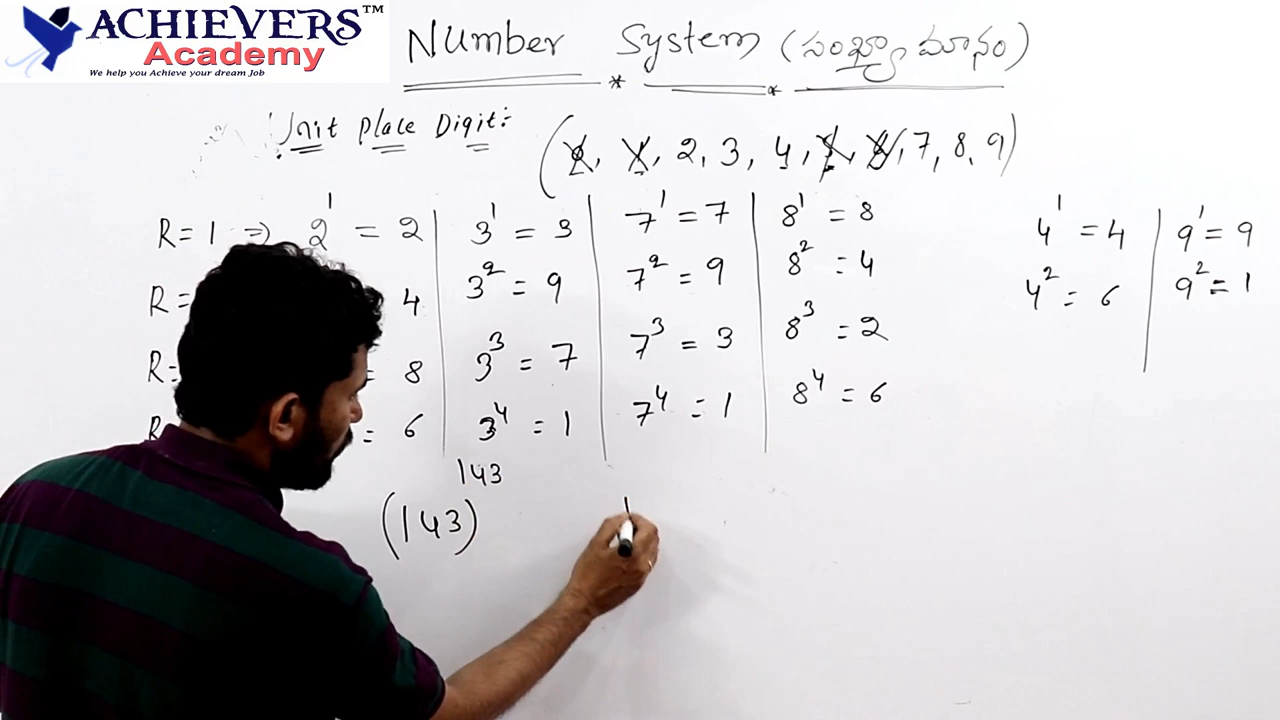 ACHIEVERS™
Academy
We help you Achieve your dream Job
Number System (సంఖ్యా మానం)
Unit Place Digit:-
(0, 1, 2, 3, 4, 5, 6, 7, 8, 9)
R=1 ⇒ 2¹ = 2 3¹ = 3 7¹ = 7 8¹ = 8 4¹ = 4 9¹ = 9
R= 4 3² = 9 7² = 9 8² = 4 4² = 6 9² = 1
R= = 8 3³ = 7 7³ = 3 8³ = 2
R = 6 3⁴ = 1 7⁴ = 1 8⁴ = 6
143
(143)